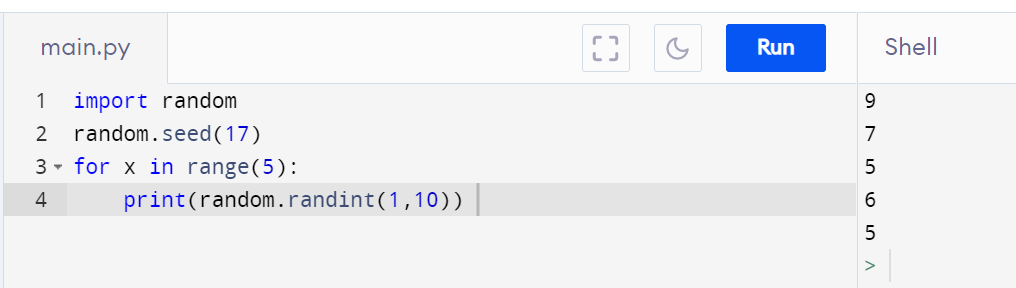 main.py Run Shell
1 import random
2 random.seed(17)
3 for x in range(5):
4     print(random.randint(1,10))
9
7
5
6
5
>